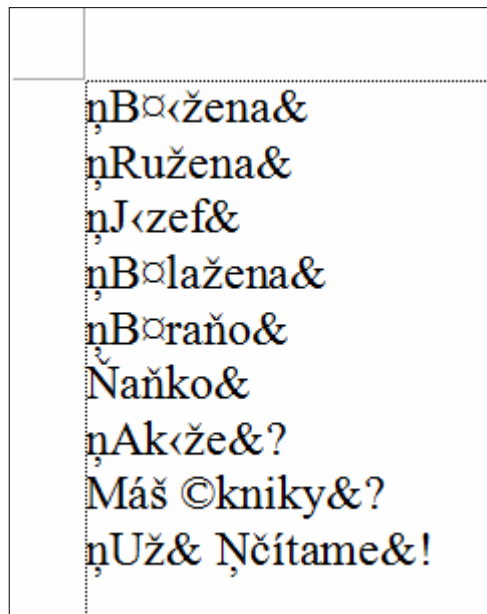 ņB¤‹žena&
ņRužena&
ņJ‹zef&
ņB¤lažena&
ņB¤raňo&
Ňaňko&
ņAk‹že&?
Máš ©kniky&?
ņUž& Ņčítame&!